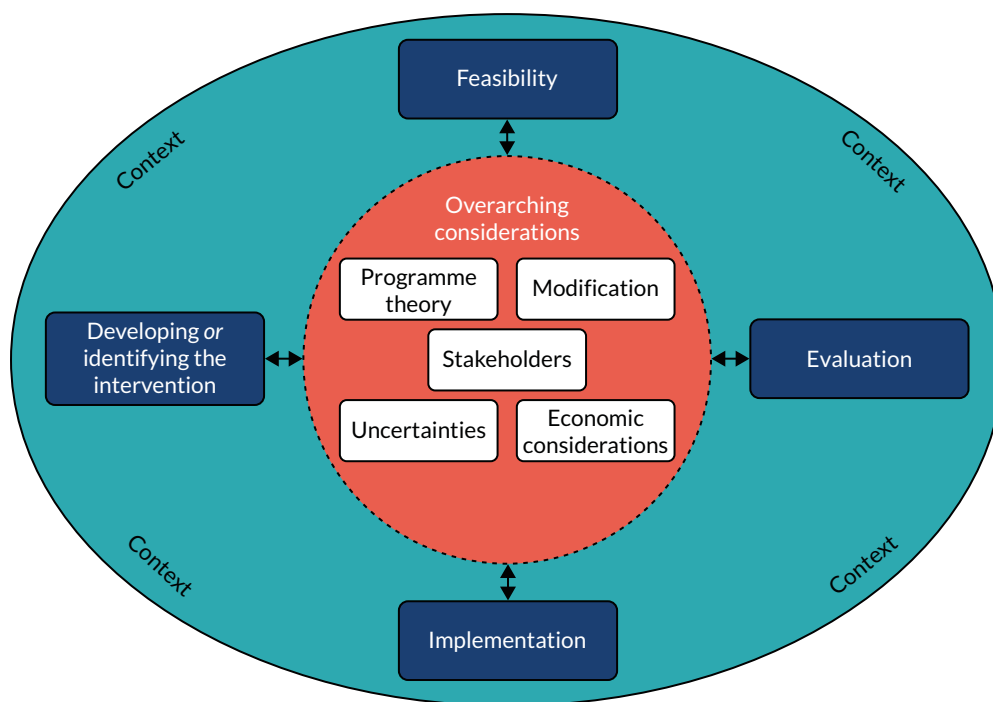 Feasibility
Context
Context
Overarching
considerations
Programme
theory
Modification
Developing or
identifying the
intervention
Stakeholders
Evaluation
Uncertainties
Economic
considerations
Context
Context
Implementation